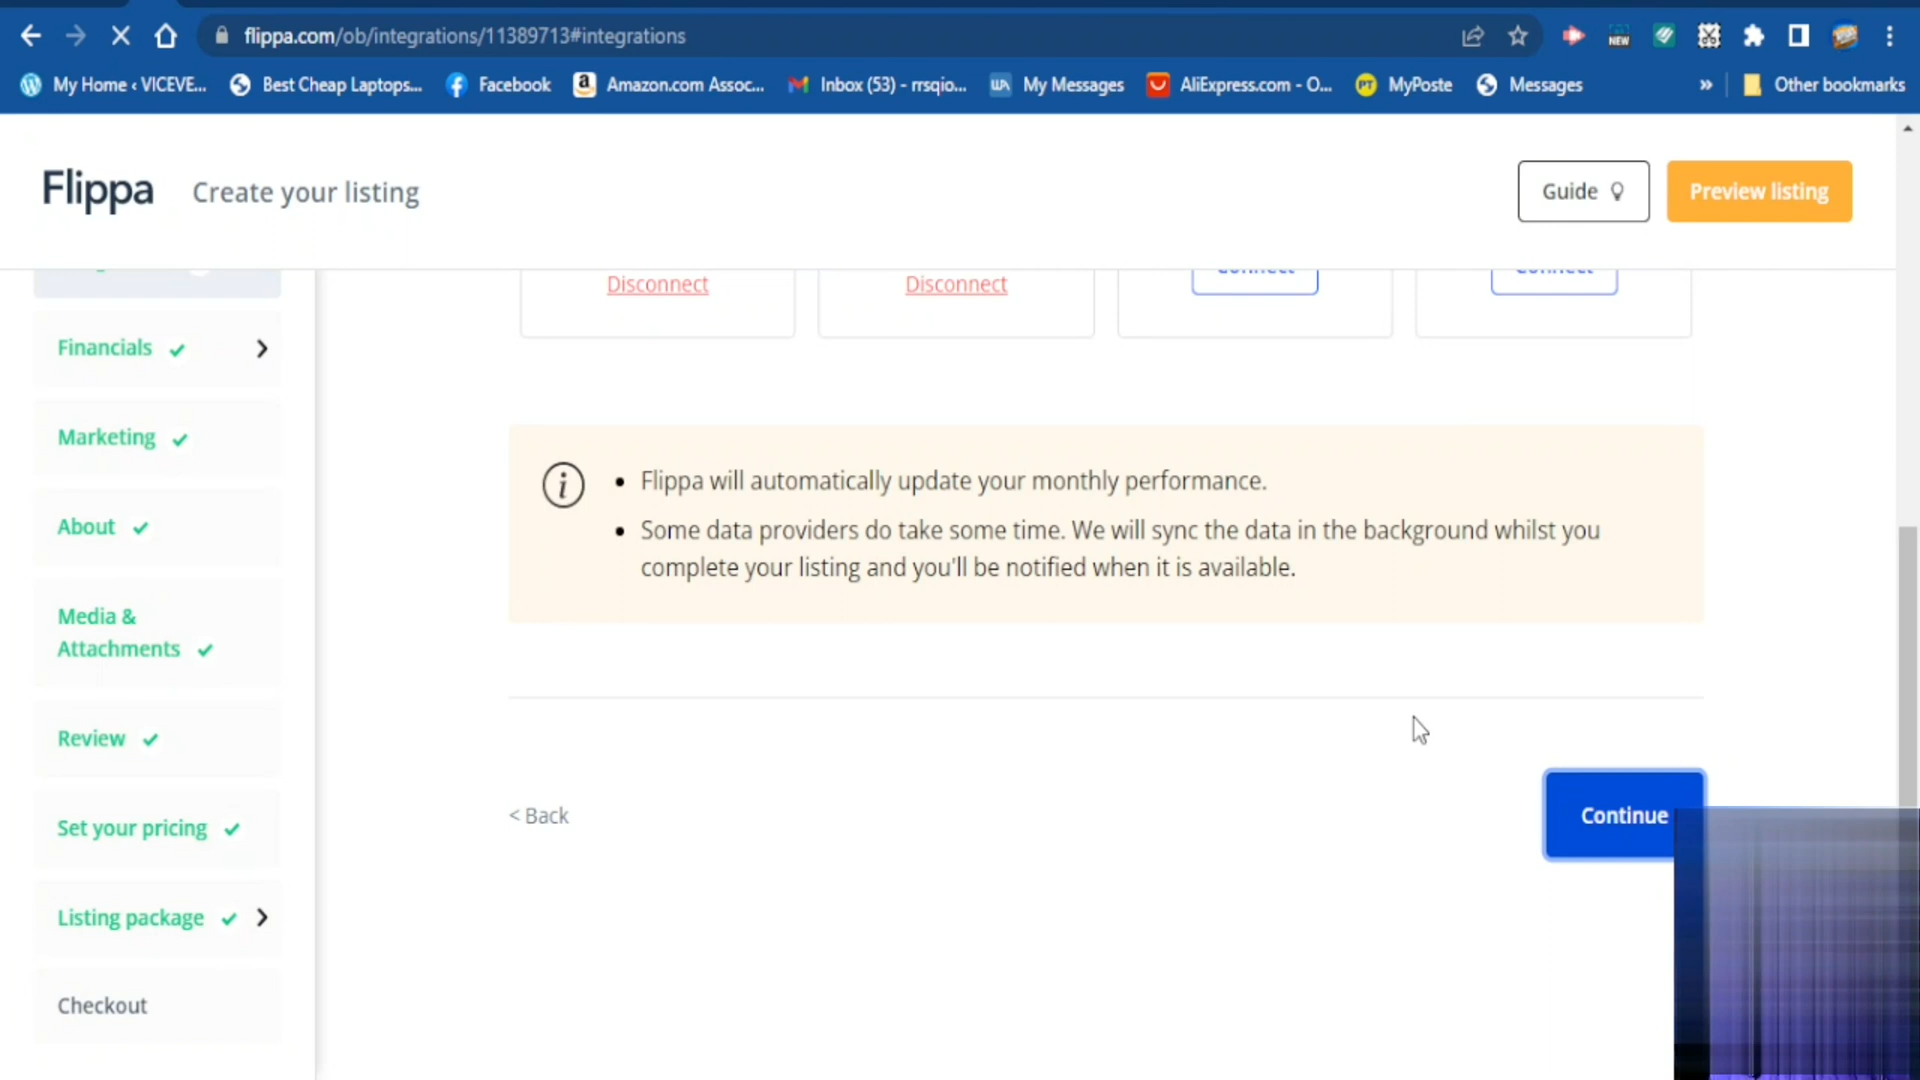 flippa.com/ob/integrations/11389713#integrations
NEW
My Home ‹ VICEVE...
Best Cheap Laptops...
Facebook
a
Amazon.com Assoc...
Inbox (53) - rrsqio...
My Messages
AliExpress.com - O...
PT
MyPoste
Messages
»
Other bookmarks
Flippa
Create your listing
Guide
Preview listing
Disconnect
Disconnect
Connect
Connect
Financials
Marketing
About
Media &
Attachments
Review
Set your pricing
Listing package
Checkout
i
• Flippa will automatically update your monthly performance.
• Some data providers do take some time. We will sync the data in the background whilst you
complete your listing and you'll be notified when it is available.
< Back
Continue